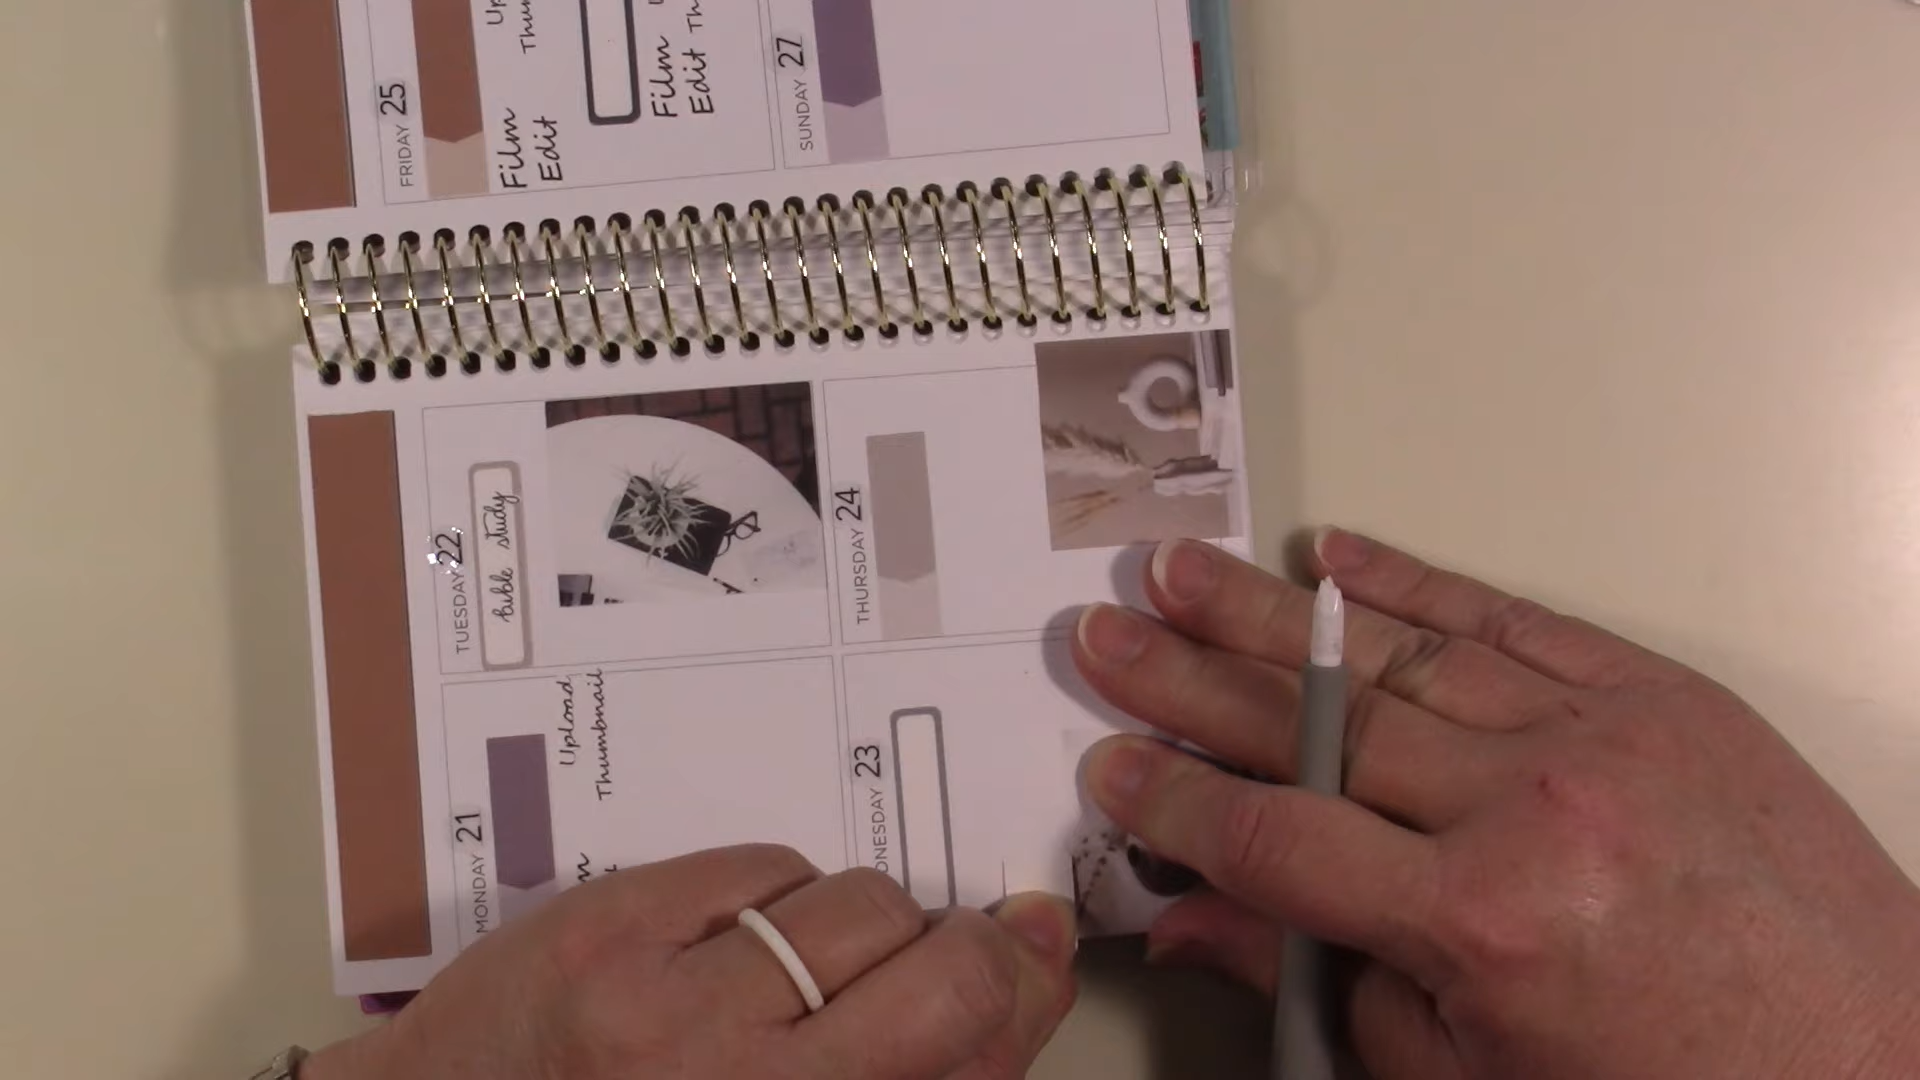 MONDAY 21
Upload
Thumbnail
TUESDAY 22
bible study
23
THURSDAY 24
FRIDAY 25
Film
Edit
Film
Edit
SUNDAY 27